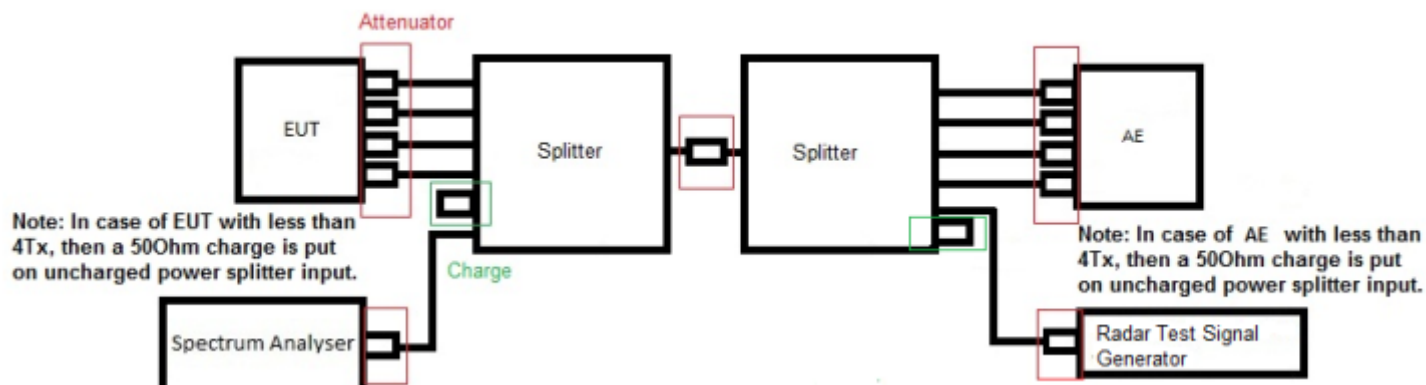 Attenuator
EUT
Splitter
Splitter
AE
Note: In case of EUT with less than
4Tx, then a 50Ohm charge is put
on uncharged power splitter input.
Charge
Note: In case of AE with less than
4Tx, then a 50Ohm charge is put
on uncharged power splitter input.
Spectrum Analyser
Radar Test Signal
Generator